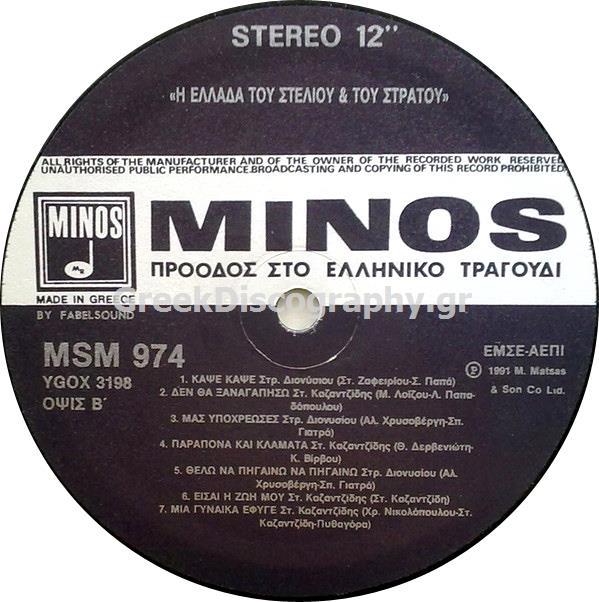 STEREO 12"
«Η ΕΛΛΑΔΑ ΤΟΥ ΣΤΕΛΙΟΥ & ΤΟΥ ΣΤΡΑΤΟΥ»
ALL RIGHTS OF THE MANUFACTURER AND OF THE OWNER OF THE RECORDED WORK RESERVED
UNAUTHORISED PUBLIC PERFORMANCE.BROADCASTING AND COPYING OF THIS RECORD PROHIBITED
MINOS
MINOS
ΠΡΟΟΔΟΣ ΣΤΟ ΕΛΛΗΝΙΚΟ ΤΡΑΓΟΥΔΙ
MADE IN GREECE
GreekDiscography.gr
BY FABELSOUND
MSM 974
YGOX 3198
ΟΨΙΣ Β΄
ΕΜΣΕ-ΑΕΠΙ
Ⓟ 1991 M. Matsas
& Son Co Ltd.
1. ΚΑΨΕ ΚΑΨΕ Στρ. Διονύσιου (Στ. Ζαφειρίου-Σ. Παπά)
2. ΔΕΝ ΘΑ ΞΑΝΑΓΑΠΗΣΩ Στ. Καζαντζίδης (Μ. Λοϊζου-Λ. Παπα-
δόπουλου)
3. ΜΑΣ ΥΠΟΧΡΕΩΣΕΣ Στρ. Διονυσίου (Αλ. Χρυσοβέργη-Σπ.
Γιατρά)
4. ΠΑΡΑΠΟΝΑ ΚΑΙ ΚΛΑΜΑΤΑ Στ. Καζαντζίδης (Θ. Δερβενιώτη-
Κ. Βίρβου)
5. ΘΕΛΩ ΝΑ ΠΗΓΑΙΝΩ ΝΑ ΠΗΓΑΙΝΩ Στρ. Διονυσίου (Αλ.
Χρυσοβέργη-Σπ. Γιατρά)
6. ΕΙΣΑΙ Η ΖΩΗ ΜΟΥ Στ. Καζαντζίδης (Στ. Καζαντζίδη)
7. ΜΙΑ ΓΥΝΑΙΚΑ ΕΦΥΓΕ Στ. Καζαντζίδης (Χρ. Νικολόπουλου-Στ.
Καζαντζίδη-Πυθαγόρα)